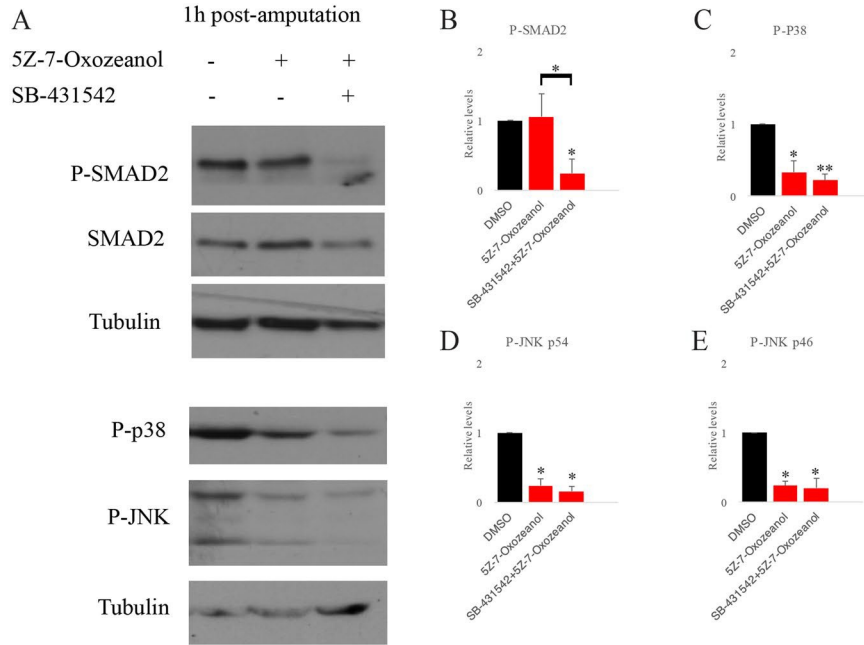 A
1h post-amputation
5Z-7-Oxozeanol - + +
SB-431542 - - +
P-SMAD2
SMAD2
Tubulin
P-p38
P-JNK
Tubulin
B
P-SMAD2
2
1
0
Relative levels
*
*
DMSO
5Z-7-Oxozeanol
SB-431542+5Z-7-Oxozeanol
C
P-P38
2
1
0
Relative levels
*
**
DMSO
5Z-7-Oxozeanol
SB-431542+5Z-7-Oxozeanol
D
P-JNK p54
2
1
0
Relative levels
*
*
DMSO
5Z-7-Oxozeanol
SB-431542+5Z-7-Oxozeanol
E
P-JNK p46
2
1
0
Relative levels
*
*
DMSO
5Z-7-Oxozeanol
SB-431542+5Z-7-Oxozeanol